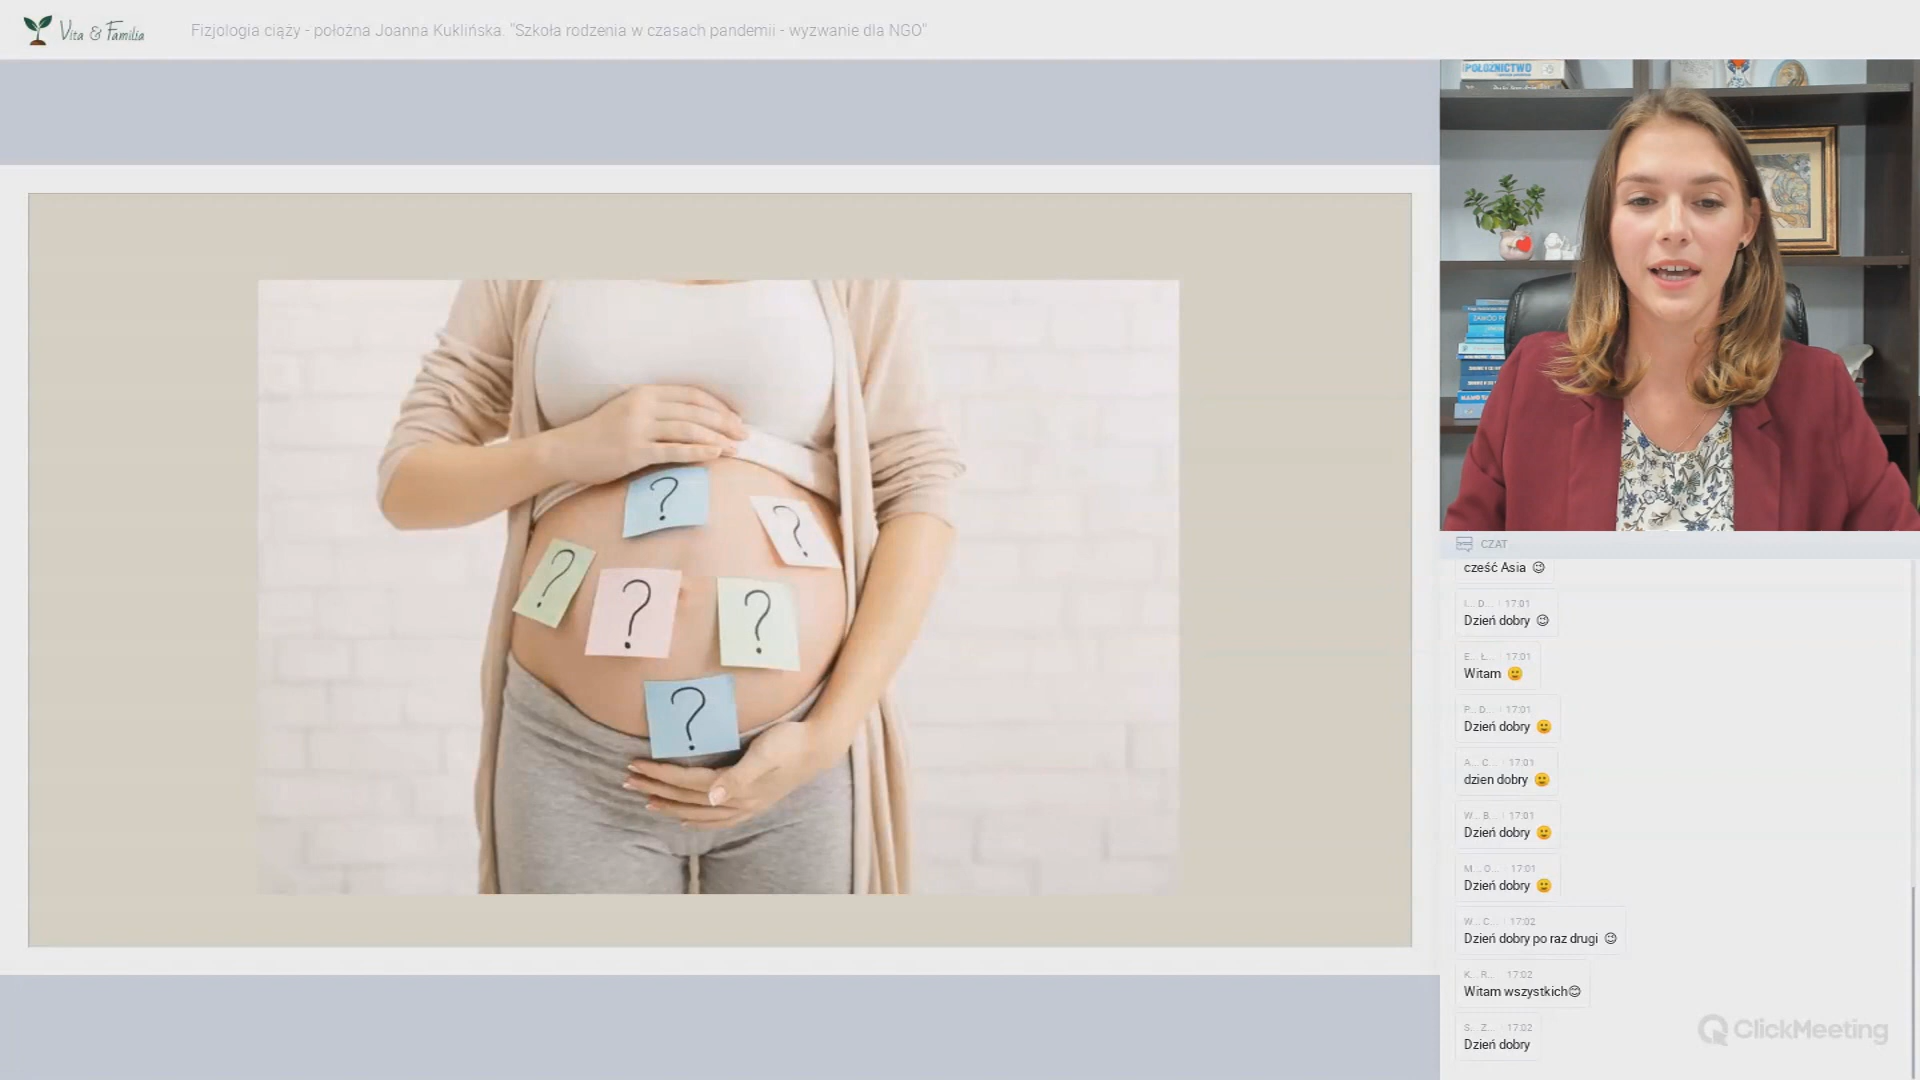 Vita & Familia
Fizjologia ciąży - położna Joanna Kuklińska. "Szkoła rodzenia w czasach pandemii - wyzwanie dla NGO"
POŁOŻNICTWO
?
?
?
?
?
?
CZAT
cześć Asia
I... D... 17:01
Dzień dobry
E... Ł... 17:01
Witam
P... D... 17:01
Dzień dobry
A... C... 17:01
dzien dobry
W... B... 17:01
Dzień dobry
M... O... 17:01
Dzień dobry
W... C... 17:02
Dzień dobry po raz drugi
K... R... 17:02
Witam wszystkich
S... Z... 17:02
Dzień dobry
ClickMeeting